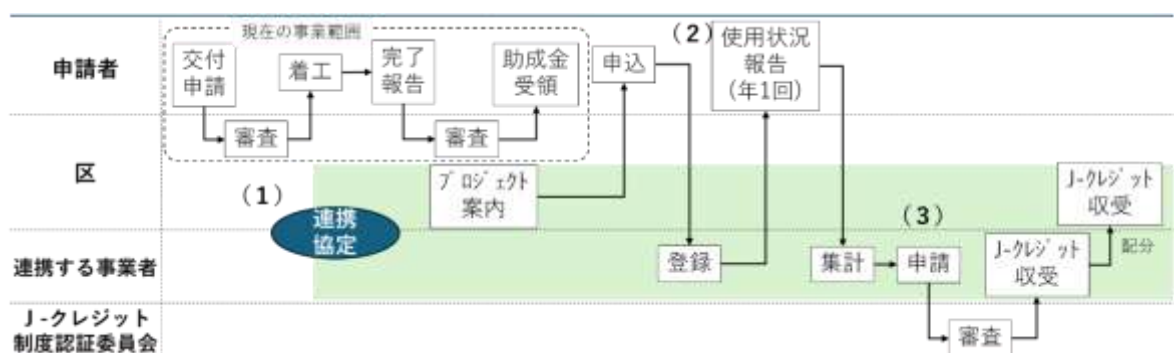 現在の事業範囲
申請者
交付
申請
着工
完了
報告
助成金
受領
申込
(2)
使用状況
報告
(年1回)
審査
審査
区
(1)
連携
協定
プロジェクト
案内
(3)
J-クレジット
収受
連携する事業者
登録
集計
申請
J-クレジット
収受
配分
J-クレジット
制度認証委員会
審査